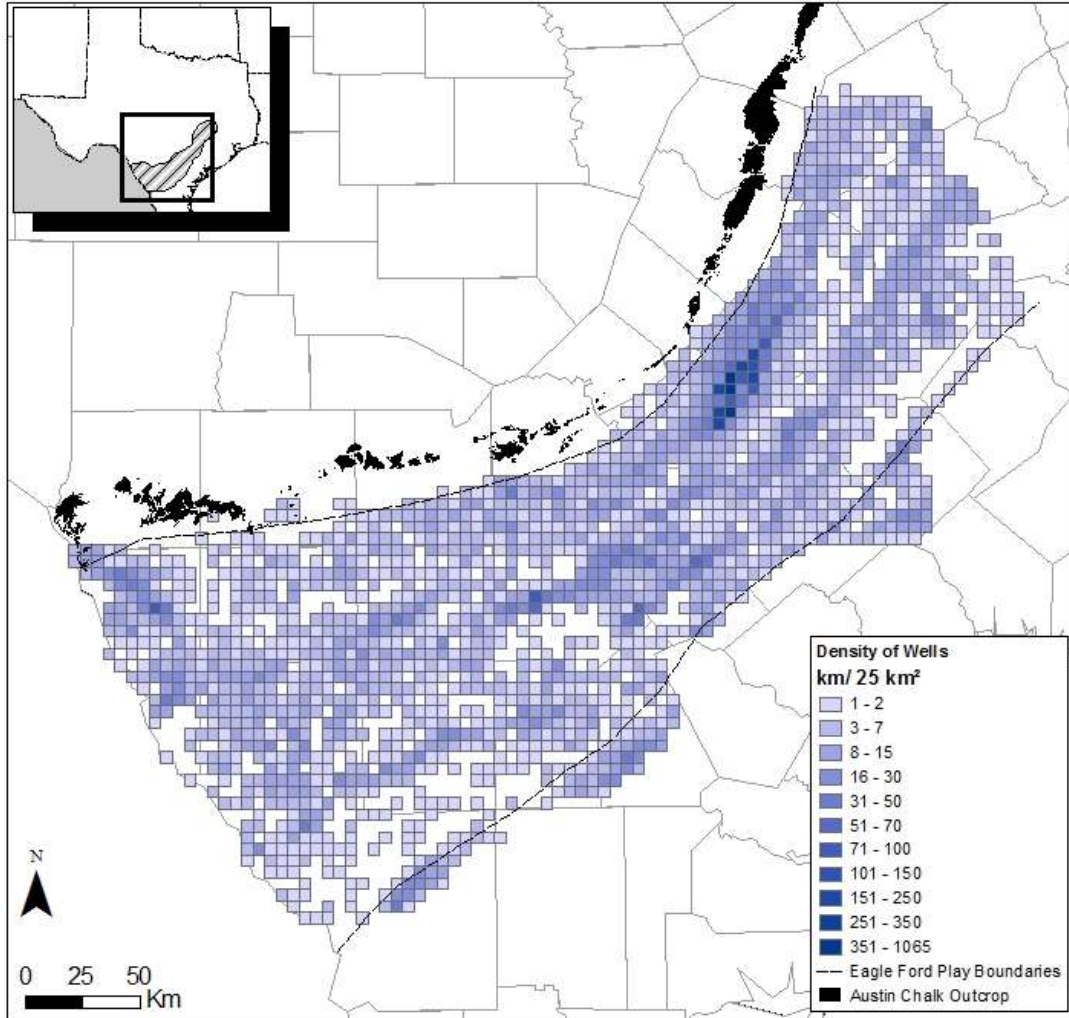 Density of Wells
km/ 25 km²
1 - 2
3 - 7
8 - 15
16 - 30
31 - 50
51 - 70
71 - 100
101 - 150
151 - 250
251 - 350
351 - 1065
Eagle Ford Play Boundaries
Austin Chalk Outcrop
N
0 25 50
Km